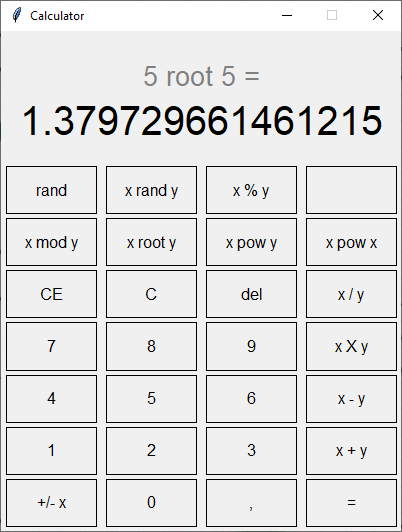 Calculator
5 root 5 =
1.379729661461215
rand x rand y x % y
x mod y x root y x pow y x pow x
CE C del x / y
7 8 9 x X y
4 5 6 x - y
1 2 3 x + y
+/- x 0 , =